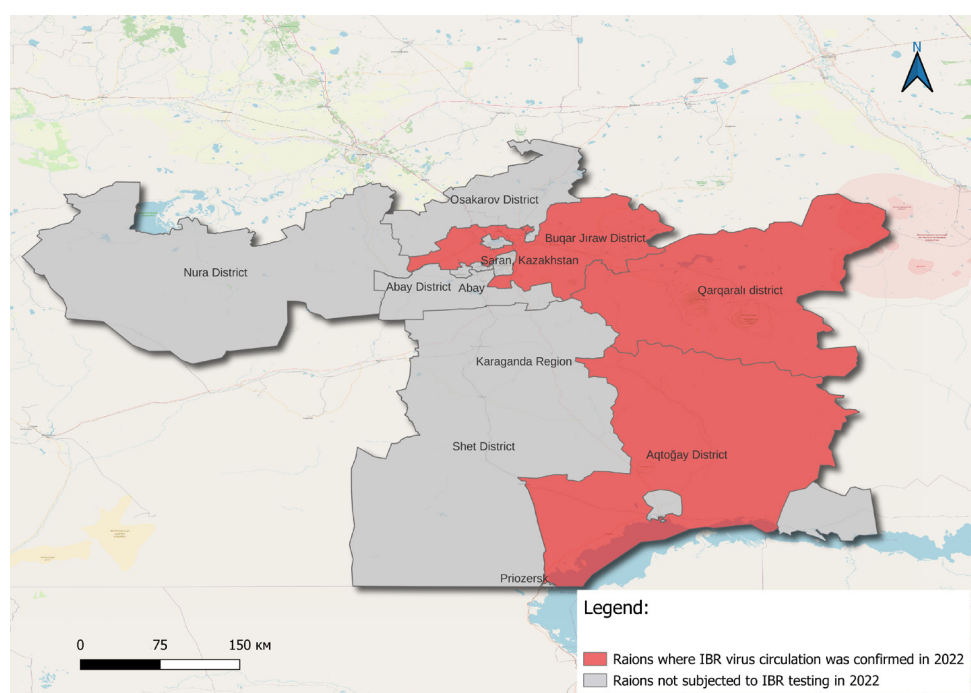 N
Osakarov District
Buqar Jıraw District
Saran, Kazakhstan
Nura District
Abay District
Abay
Qarqaralı district
Karaganda Region
Shet District
Aqtoğay District
Priozersk
Legend:
0 75 150 км
Raions where IBR virus circulation was confirmed in 2022
Raions not subjected to IBR testing in 2022